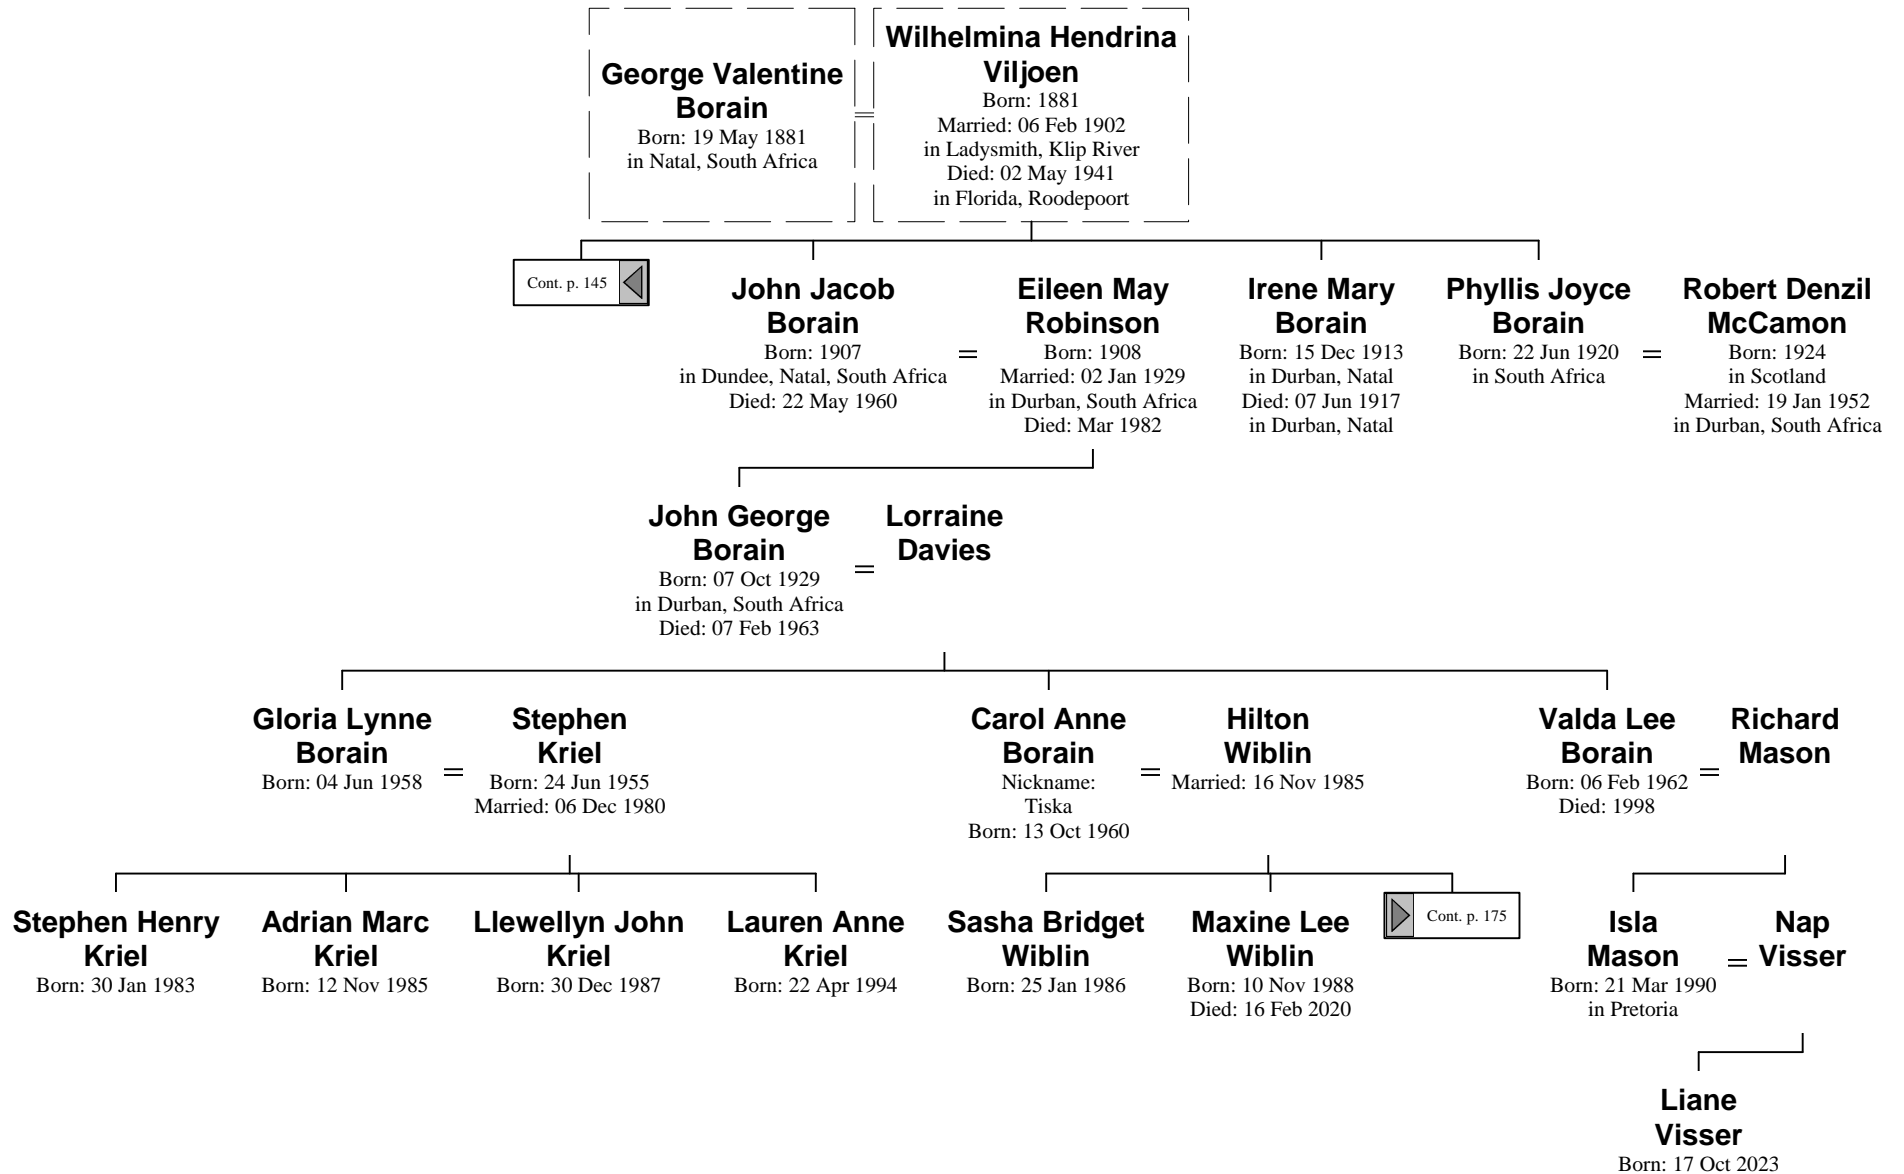 George Valentine
Borain
Born: 19 May 1881
in Natal, South Africa
=
Wilhelmina Hendrina
Viljoen
Born: 1881
Married: 06 Feb 1902
in Ladysmith, Klip River
Died: 02 May 1941
in Florida, Roodepoort
Cont. p. 145
John Jacob
Borain
Born: 1907
in Dundee, Natal, South Africa
Died: 22 May 1960
=
Eileen May
Robinson
Born: 1908
Married: 02 Jan 1929
in Durban, South Africa
Died: Mar 1982
Irene Mary
Borain
Born: 15 Dec 1913
in Durban, Natal
Died: 07 Jun 1917
in Durban, Natal
Phyllis Joyce
Borain
Born: 22 Jun 1920
in South Africa
=
Robert Denzil
McCamon
Born: 1924
in Scotland
Married: 19 Jan 1952
in Durban, South Africa
John George
Borain
Born: 07 Oct 1929
in Durban, South Africa
Died: 07 Feb 1963
=
Lorraine
Davies
Gloria Lynne
Borain
Born: 04 Jun 1958
=
Stephen
Kriel
Born: 24 Jun 1955
Married: 06 Dec 1980
Carol Anne
Borain
Nickname:
Tiska
Born: 13 Oct 1960
=
Hilton
Wiblin
Married: 16 Nov 1985
Valda Lee
Borain
Born: 06 Feb 1962
Died: 1998
=
Richard
Mason
Stephen Henry
Kriel
Born: 30 Jan 1983
Adrian Marc
Kriel
Born: 12 Nov 1985
Llewellyn John
Kriel
Born: 30 Dec 1987
Lauren Anne
Kriel
Born: 22 Apr 1994
Sasha Bridget
Wiblin
Born: 25 Jan 1986
Maxine Lee
Wiblin
Born: 10 Nov 1988
Died: 16 Feb 2020
Cont. p. 175
Isla
Mason
Born: 21 Mar 1990
in Pretoria
=
Nap
Visser
Liane
Visser
Born: 17 Oct 2023